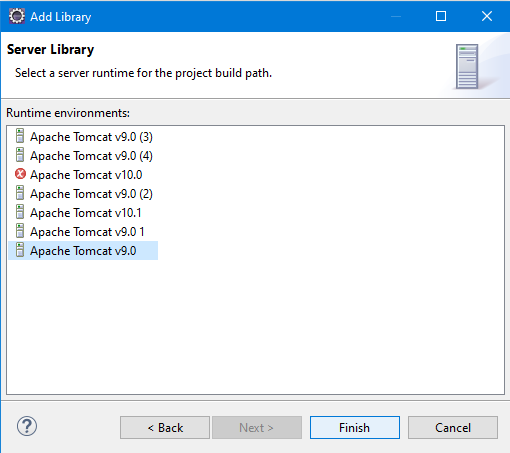 Add Library
Server Library
Select a server runtime for the project build path.
Runtime environments:
Apache Tomcat v9.0 (3)
Apache Tomcat v9.0 (4)
Apache Tomcat v10.0
Apache Tomcat v9.0 (2)
Apache Tomcat v10.1
Apache Tomcat v9.0 1
Apache Tomcat v9.0
? < Back Next > Finish Cancel